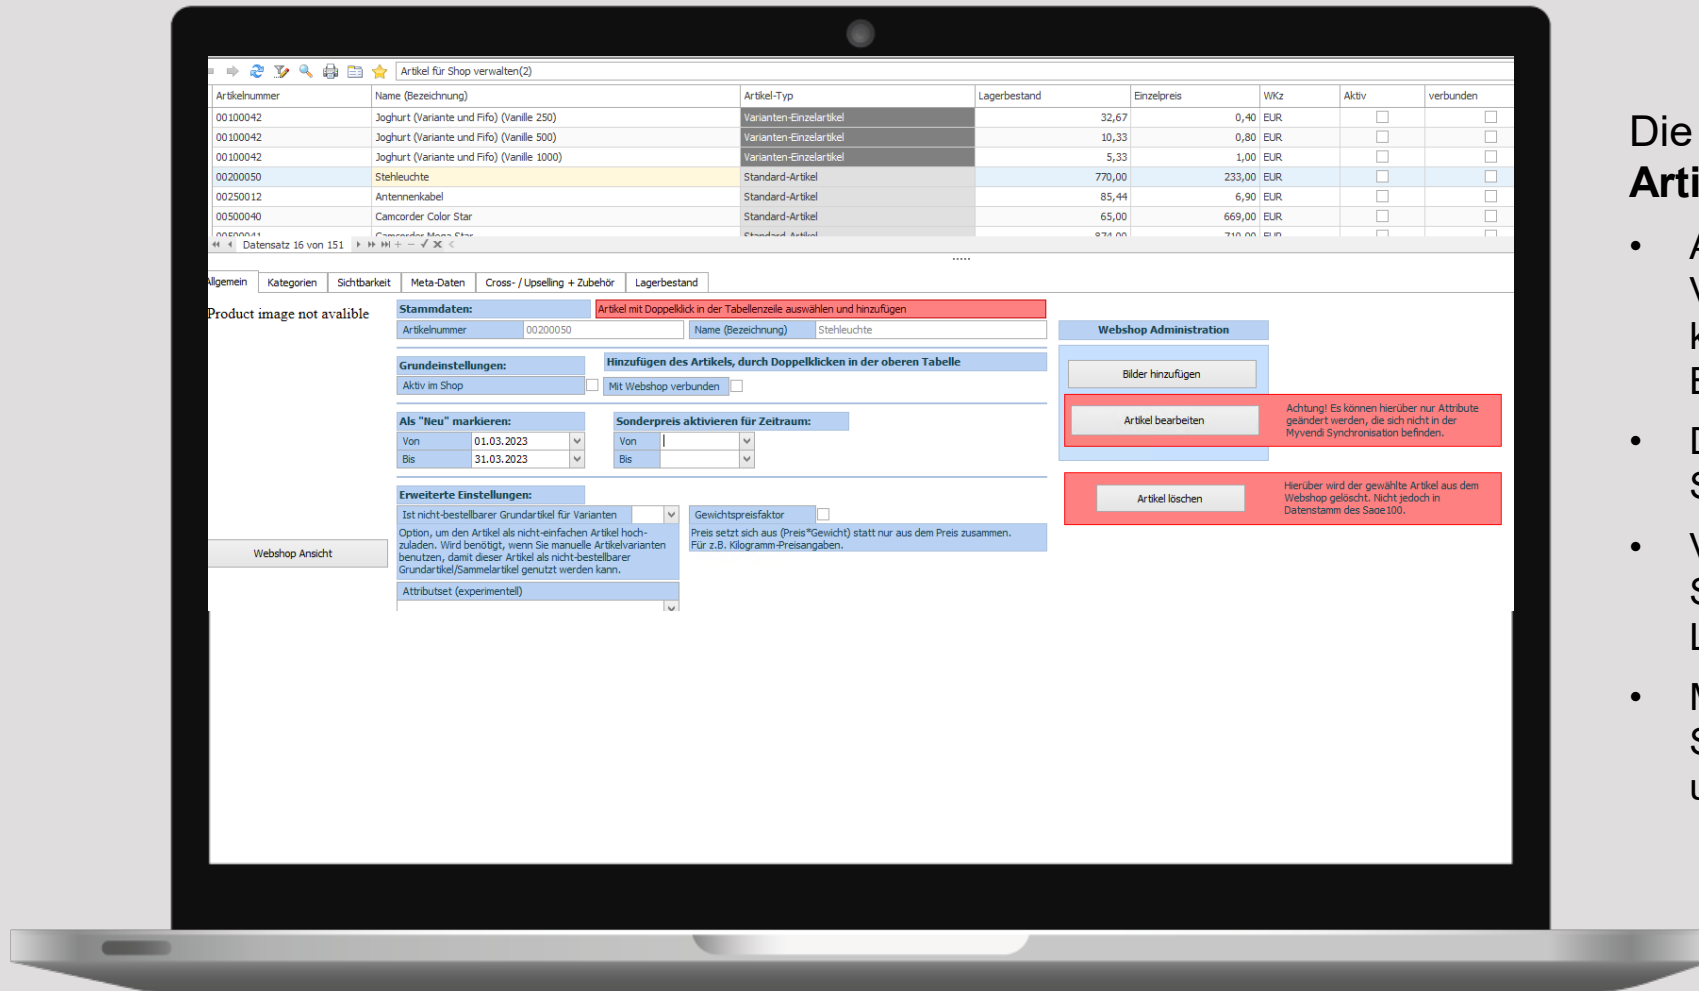 Artikel für Shop verwalten(2)
Artikelnummer Name (Bezeichnung) Artikel-Typ Lagerbestand Einzelpreis WKz Aktiv verbunden
00100042 Joghurt (Variante und Fifo) (Vanille 250) Varianten-Einzelartikel 32,67 0,40 EUR
00100042 Joghurt (Variante und Fifo) (Vanille 500) Varianten-Einzelartikel 10,33 0,80 EUR
00100042 Joghurt (Variante und Fifo) (Vanille 1000) Varianten-Einzelartikel 5,33 1,00 EUR
00200050 Stehleuchte Standard-Artikel 770,00 233,00 EUR
00250012 Antennenkabel Standard-Artikel 85,44 6,90 EUR
00500040 Camcorder Color Star Standard-Artikel 65,00 669,00 EUR
00500041 Camcorder Mega Star Standard-Artikel 874,00 710,00 EUR
Datensatz 16 von 151
Allgemein Kategorien Sichtbarkeit Meta-Daten Cross- / Upselling + Zubehör Lagerbestand
Product image not avalible
Stammdaten: Artikel mit Doppelklick in der Tabellenzeile auswählen und hinzufügen
Artikelnummer 00200050 Name (Bezeichnung) Stehleuchte
Grundeinstellungen: Hinzufügen des Artikels, durch Doppelklicken in der oberen Tabelle
Aktiv im Shop Mit Webshop verbunden
Als "Neu" markieren: Sonderpreis aktivieren für Zeitraum:
Von 01.03.2023 Von
Bis 31.03.2023 Bis
Erweiterte Einstellungen:
Ist nicht-bestellbarer Grundartikel für Varianten Gewichtspreisfaktor
Option, um den Artikel als nicht-einfachen Artikel hoch-
zuladen. Wird benötigt, wenn Sie manuelle Artikelvarianten
benutzen, damit dieser Artikel als nicht-bestellbarer
Grundartikel/Sammelartikel genutzt werden kann.
Preis setzt sich aus (Preis*Gewicht) statt nur aus dem Preis zusammen.
Für z.B. Kilogramm-Preisangaben.
Attributset (experimentell)
Webshop Ansicht
Webshop Administration
Bilder hinzufügen
Artikel bearbeiten
Achtung! Es können hierüber nur Attribute
geändert werden, die sich nicht in der
Myvendi Synchronisation befinden.
Artikel löschen
Hierüber wird der gewählte Artikel aus dem
Webshop gelöscht. Nicht jedoch in
Datenstamm des Sage100.
Die